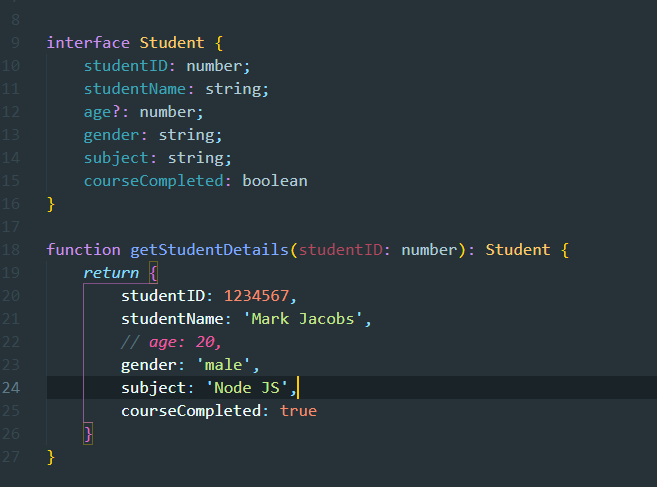 8
9 interface Student {
10 studentID: number;
11 studentName: string;
12 age?: number;
13 gender: string;
14 subject: string;
15 courseCompleted: boolean
16 }
17
18 function getStudentDetails(studentID: number): Student {
19 return {
20 studentID: 1234567,
21 studentName: 'Mark Jacobs',
22 // age: 20,
23 gender: 'male',
24 subject: 'Node JS',
25 courseCompleted: true
26 }
27 }